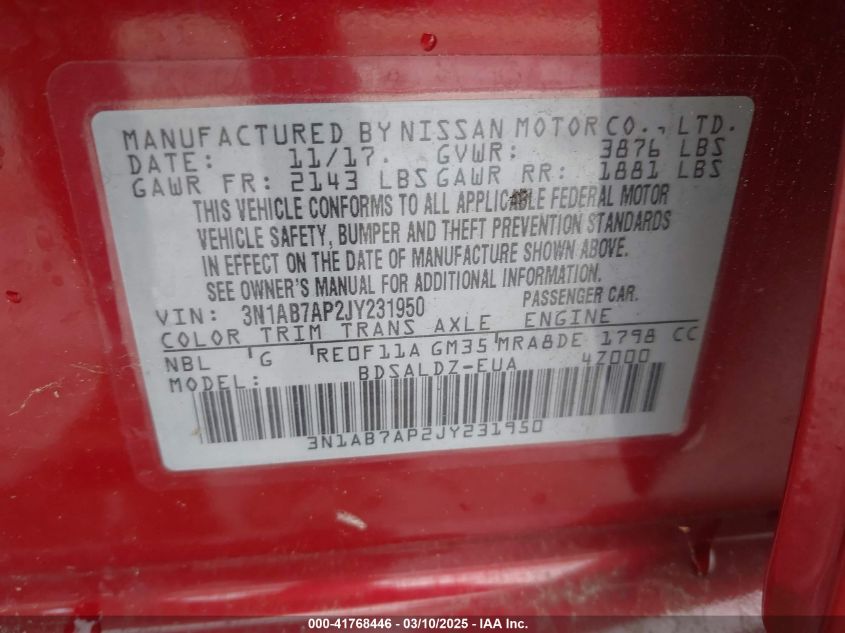 MANUFACTURED BY NISSAN MOTOR CO., LTD.
DATE: 11/17. GVWR: 3876 LBS
GAWR FR: 2143 LBS GAWR RR: 1881 LBS
THIS VEHICLE CONFORMS TO ALL APPLICABLE FEDERAL MOTOR
VEHICLE SAFETY, BUMPER AND THEFT PREVENTION STANDARDS
IN EFFECT ON THE DATE OF MANUFACTURE SHOWN ABOVE.
SEE OWNER'S MANUAL FOR ADDITIONAL INFORMATION.
VIN: 3N1AB7AP2JY231950 PASSENGER CAR.
COLOR TRIM TRANS AXLE ENGINE
NBL G RE0F11A GM35 MRA8DE 1798 CC
MODEL: BDSALDZ-EUA 4Z000
3N1AB7AP2JY231950
000-41768446 - 03/10/2025 - IAA Inc.